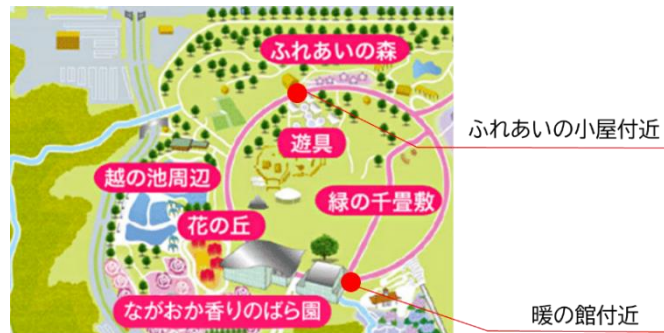 ふれあいの森
ふれあいの小屋付近
遊具
越の池周辺
緑の千畳敷
花の丘
ながおか香りのばら園
暖の館付近